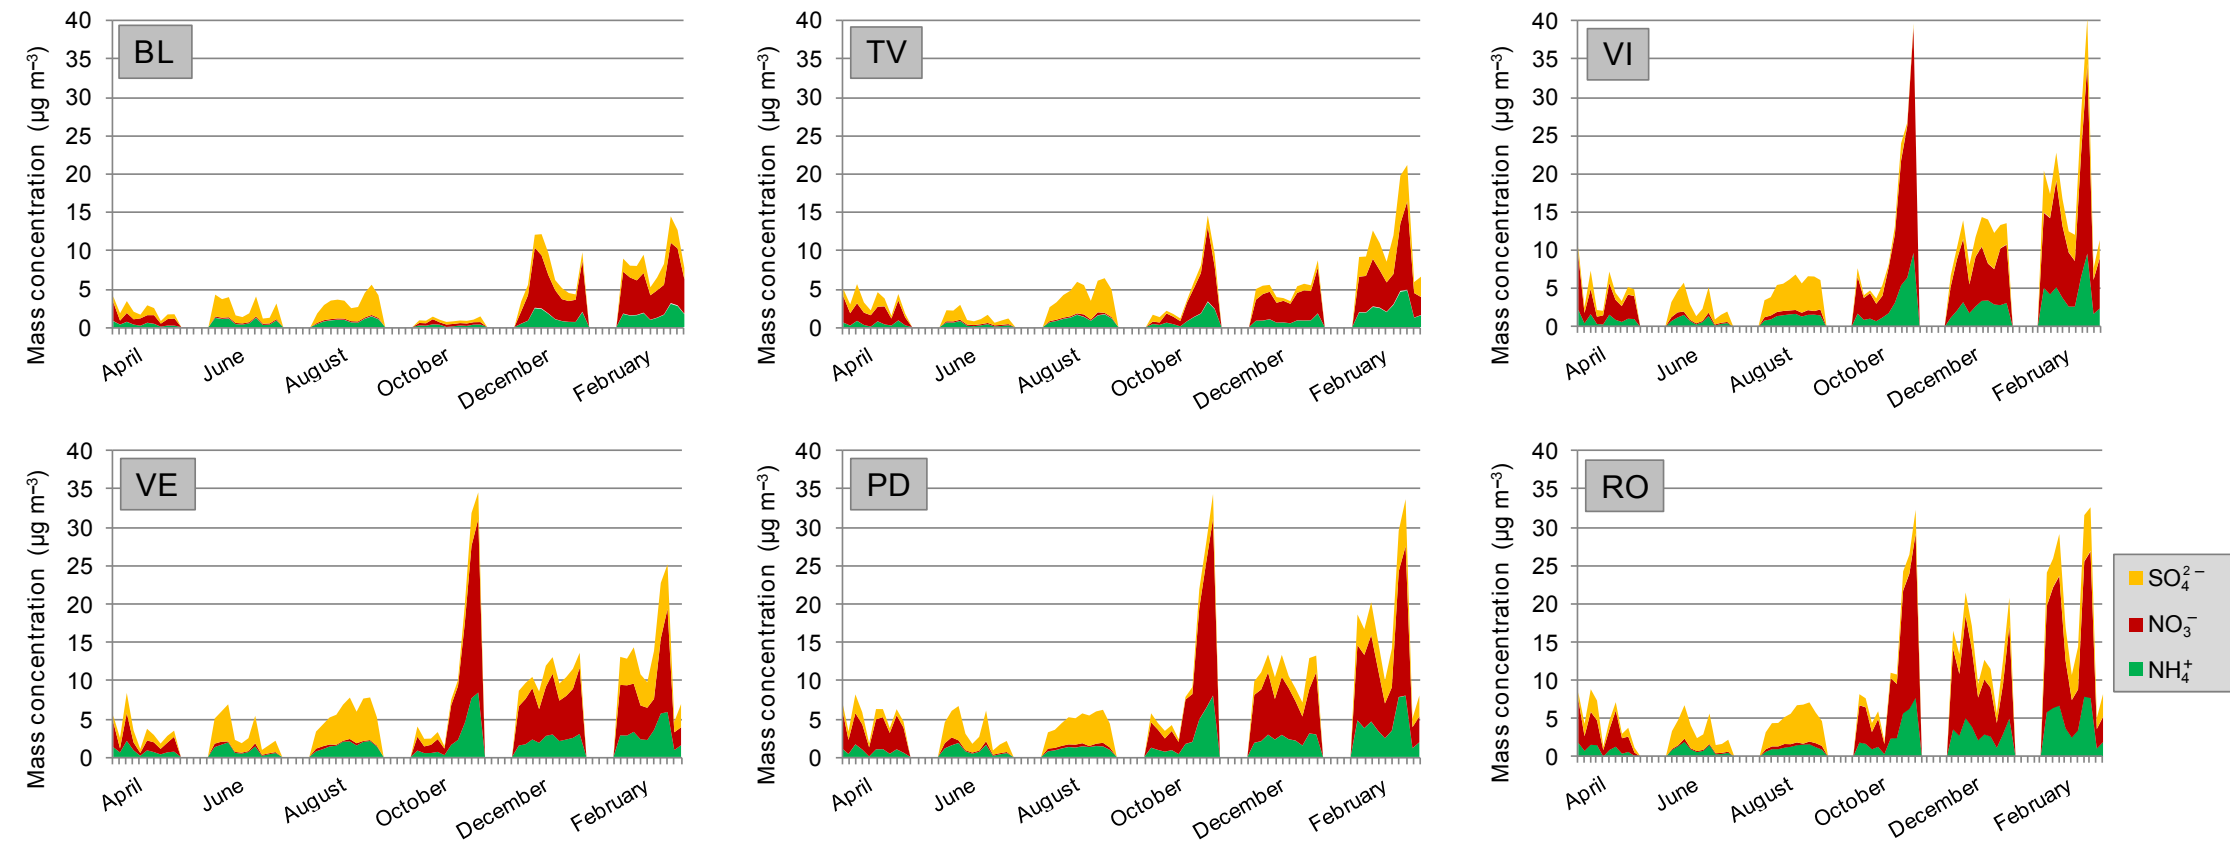 BL
Mass concentration (µg m⁻³)
40
35
30
25
20
15
10
5
0
April
June
August
October
December
February
TV
Mass concentration (µg m⁻³)
40
35
30
25
20
15
10
5
0
April
June
August
October
December
February
VI
Mass concentration (µg m⁻³)
40
35
30
25
20
15
10
5
0
April
June
August
October
December
February
VE
Mass concentration (µg m⁻³)
40
35
30
25
20
15
10
5
0
April
June
August
October
December
February
PD
Mass concentration (µg m⁻³)
40
35
30
25
20
15
10
5
0
April
June
August
October
December
February
RO
Mass concentration (µg m⁻³)
40
35
30
25
20
15
10
5
0
April
June
August
October
December
February
SO₄²⁻
NO₃⁻
NH₄⁺